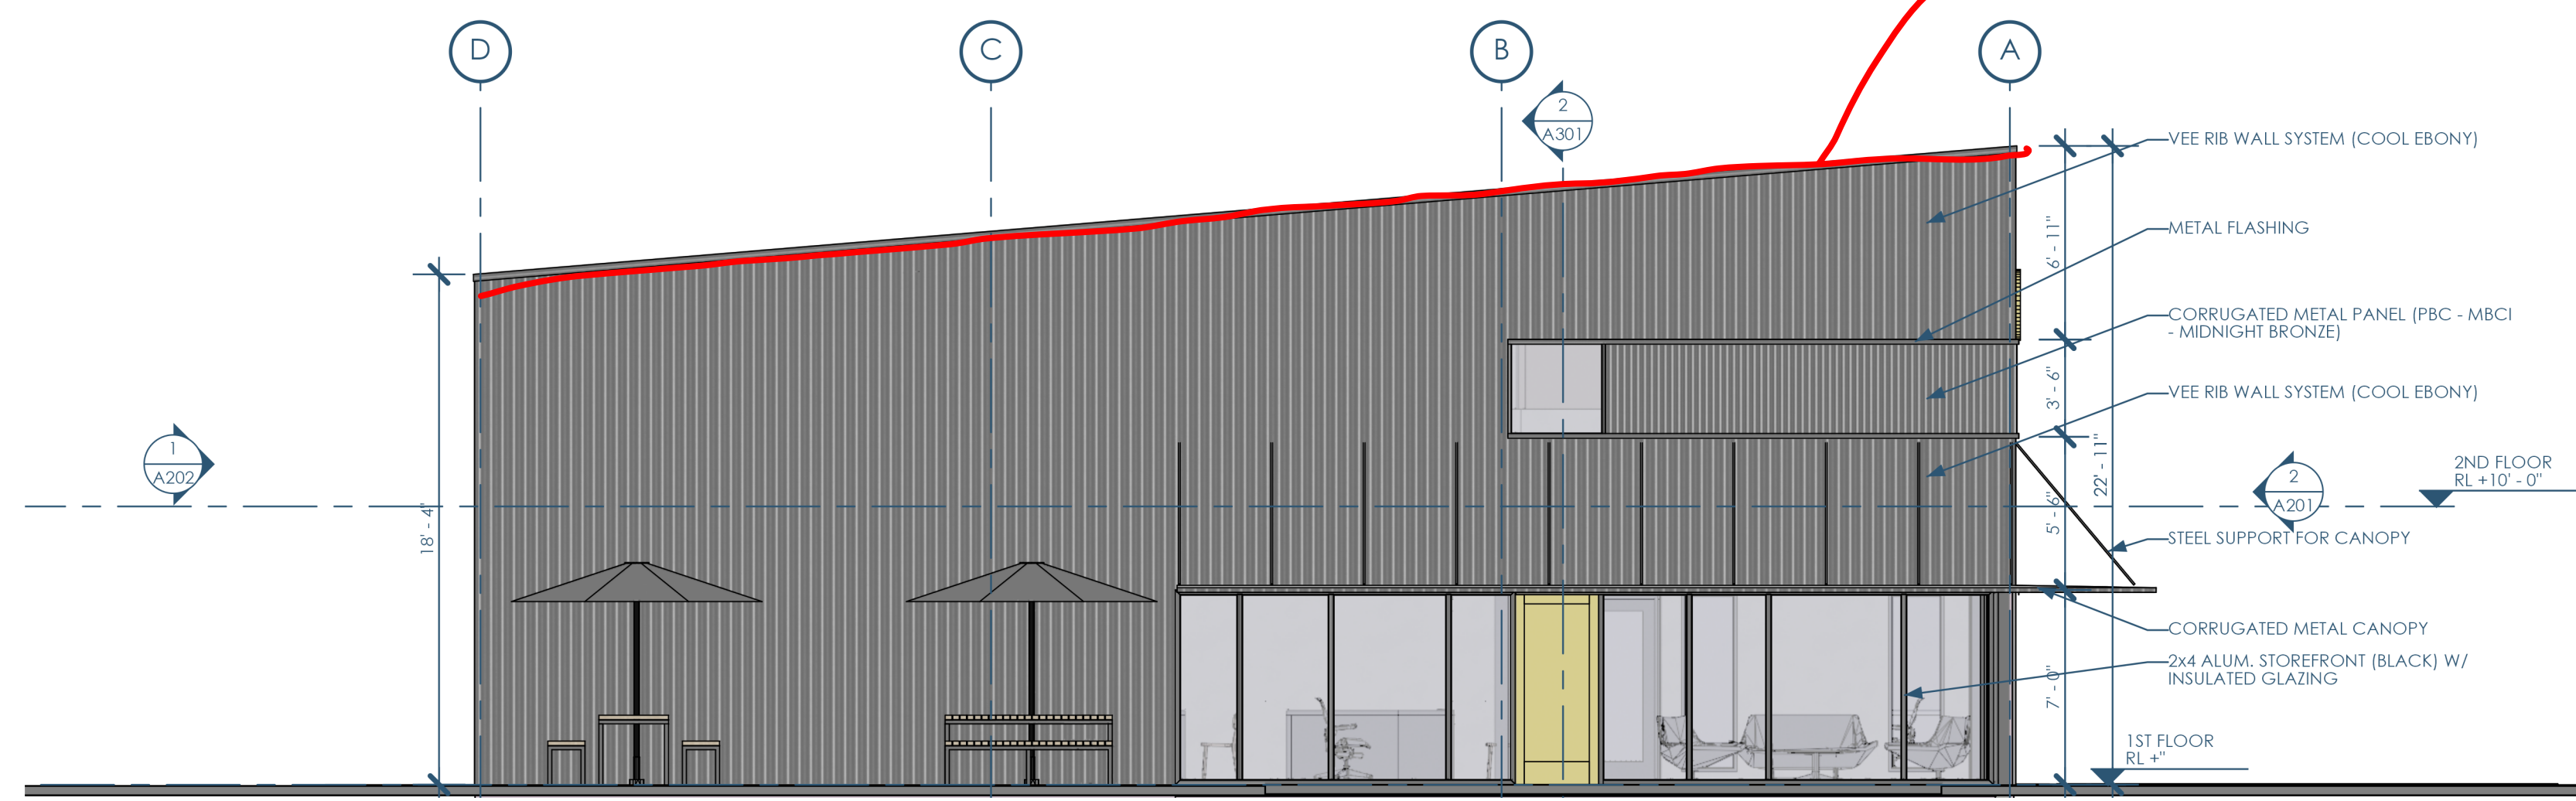 D
C
B
A
2
A301
VEE RIB WALL SYSTEM (COOL EBONY)
METAL FLASHING
6' - 11"
CORRUGATED METAL PANEL (PBC - MBCI
- MIDNIGHT BRONZE)
3' - 6"
VEE RIB WALL SYSTEM (COOL EBONY)
1
A202
2ND FLOOR
RL +10' - 0"
2
A201
22' - 11"
18' - 4"
5' - 6"
STEEL SUPPORT FOR CANOPY
CORRUGATED METAL CANOPY
2x4 ALUM. STOREFRONT (BLACK) W/
INSULATED GLAZING
7' - 0"
1ST FLOOR
RL +"